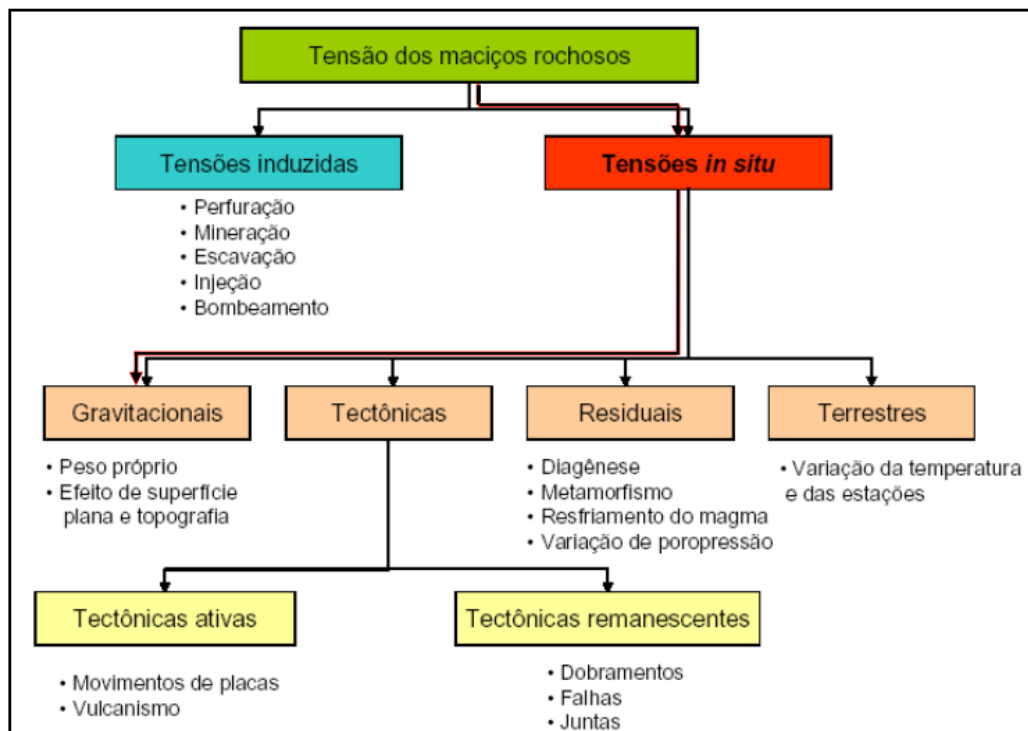 Tensão dos maciços rochosos
Tensões induzidas
• Perfuração
• Mineração
• Escavação
• Injeção
• Bombeamento
Tensões in situ
Gravitacionais
• Peso próprio
• Efeito de superfície
plana e topografia
Tectônicas
Residuais
• Diagênese
• Metamorfismo
• Resfriamento do magma
• Variação de poropressão
Terrestres
• Variação da temperatura
e das estações
Tectônicas ativas
• Movimentos de placas
• Vulcanismo
Tectônicas remanescentes
• Dobramentos
• Falhas
• Juntas